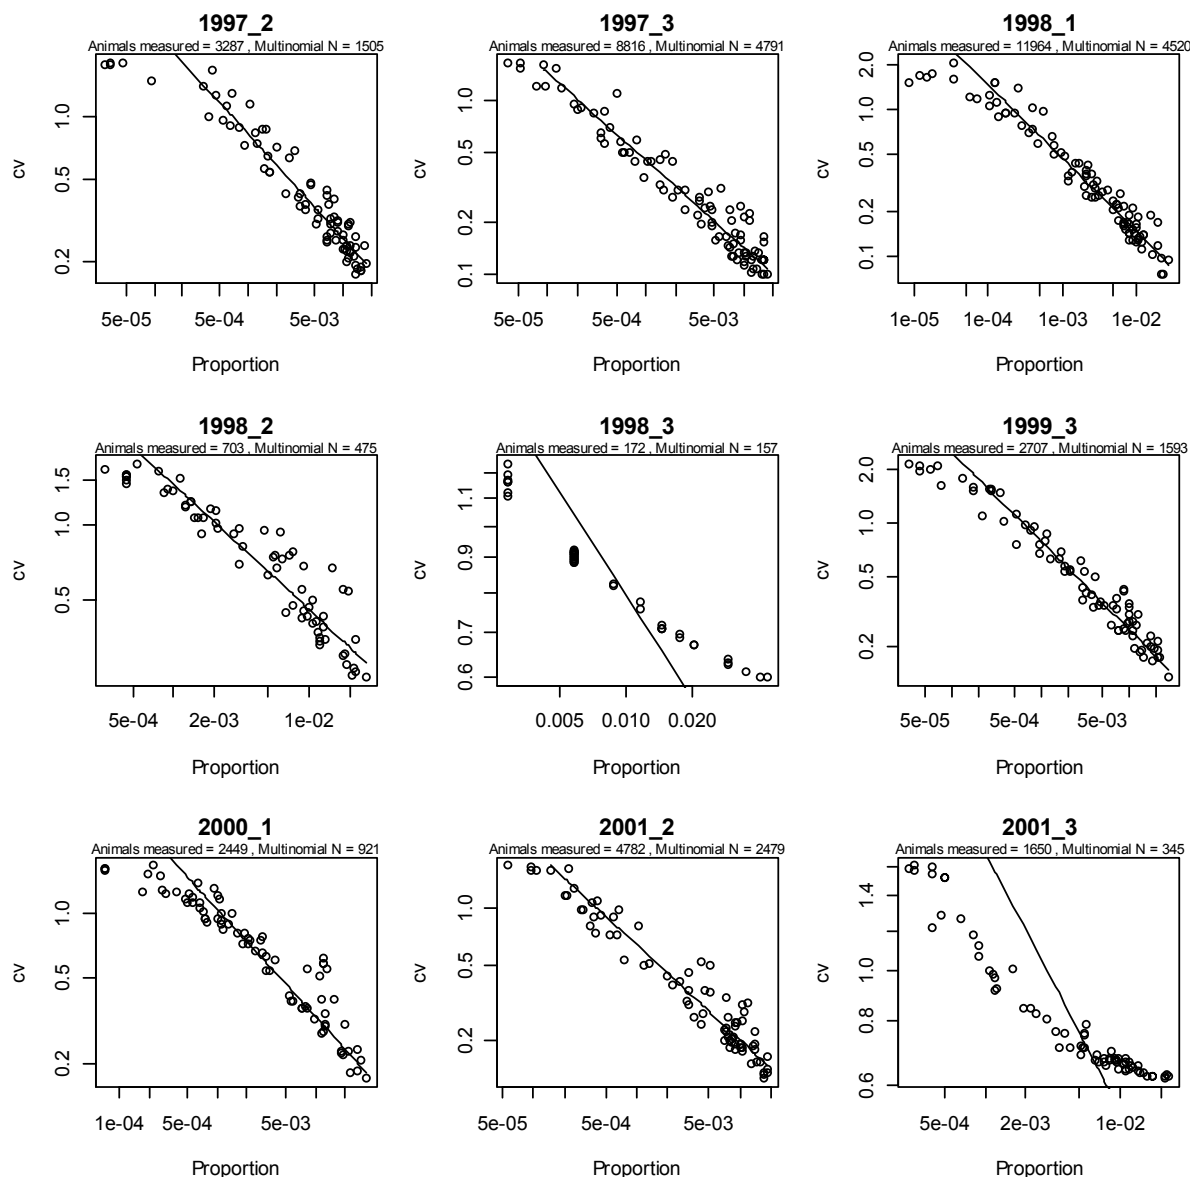 1997_2 1997_3 1998_1
Animals measured = 3287 , Multinomial N = 1505 Animals measured = 8816 , Multinomial N = 4791 Animals measured = 11964 , Multinomial N = 4520
cv 0.2 0.5 1.0 cv 0.1 0.2 0.5 1.0 cv 0.1 0.2 0.5 1.0 2.0
5e-05 5e-04 5e-03 5e-05 5e-04 5e-03 1e-05 1e-04 1e-03 1e-02
Proportion Proportion Proportion
1998_2 1998_3 1999_3
Animals measured = 703 , Multinomial N = 475 Animals measured = 172 , Multinomial N = 157 Animals measured = 2707 , Multinomial N = 1593
cv 0.5 1.0 1.5 cv 0.6 0.7 0.9 1.1 cv 0.2 0.5 1.0 2.0
5e-04 2e-03 1e-02 0.005 0.010 0.020 5e-05 5e-04 5e-03
Proportion Proportion Proportion
2000_1 2001_2 2001_3
Animals measured = 2449 , Multinomial N = 921 Animals measured = 4782 , Multinomial N = 2479 Animals measured = 1650 , Multinomial N = 345
cv 0.2 0.5 1.0 cv 0.2 0.5 1.0 cv 0.6 0.8 1.0 1.4
1e-04 5e-04 5e-03 5e-05 5e-04 5e-03 5e-04 2e-03 1e-02
Proportion Proportion Proportion